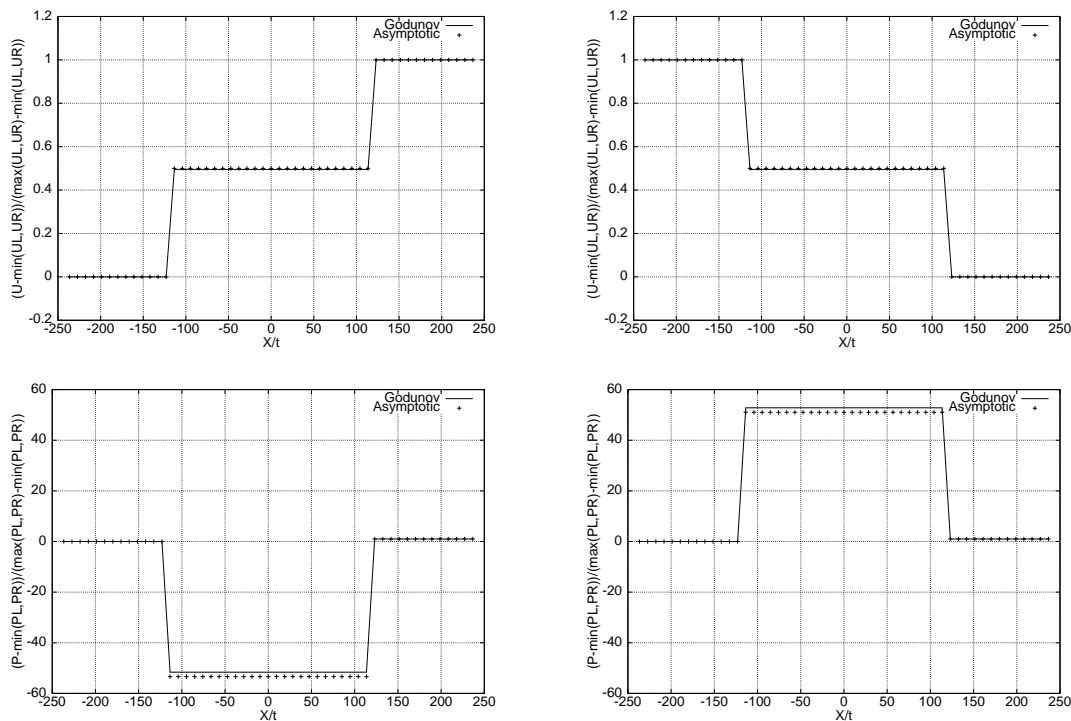 1.2
1
0.8
0.6
0.4
0.2
0
-0.2
-250 -200 -150 -100 -50 0 50 100 150 200 250
(U-min(UL,UR))/(max(UL,UR)-min(UL,UR))
X/t
Godunov
Asymptotic
1.2
1
0.8
0.6
0.4
0.2
0
-0.2
-250 -200 -150 -100 -50 0 50 100 150 200 250
(U-min(UL,UR))/(max(UL,UR)-min(UL,UR))
X/t
Godunov
Asymptotic
60
40
20
0
-20
-40
-60
-250 -200 -150 -100 -50 0 50 100 150 200 250
(P-min(PL,PR))/(max(PL,PR)-min(PL,PR))
X/t
Godunov
Asymptotic
60
40
20
0
-20
-40
-60
-250 -200 -150 -100 -50 0 50 100 150 200 250
(P-min(PL,PR))/(max(PL,PR)-min(PL,PR))
X/t
Godunov
Asymptotic